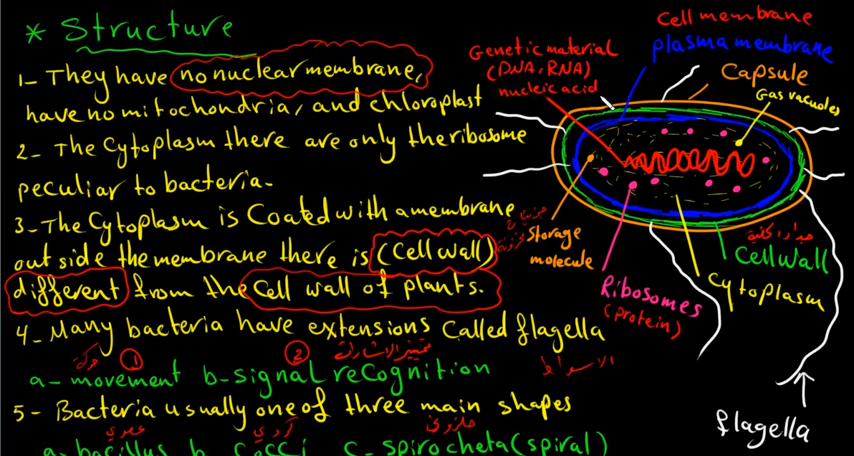 * Structure
1- They have no nuclear membrane,
have no mitochondria, and chloroplast
2- The Cytoplasm there are only the ribosome
peculiar to bacteria.
3- The Cytoplasm is Coated with a membrane
out side the membrane there is (Cell wall)
different from the Cell wall of plants.
4- Many bacteria have extensions called flagella
الاسواط
حركة ① ② تمييز الاشارات
a- movement b- signal recognition
5- Bacteria usually one of three main shapes
عصوي كروي حلزوني
a- bacillus b- Cocci C- spirocheta (spiral)
Cell membrane
plasma membrane
Genetic material
(DNA, RNA)
nucleic acid
Capsule
Gas vacuoles
Storage
molecule
جدار الخلية
Cell wall
Cytoplasm
Ribosomes
(protein)
flagella